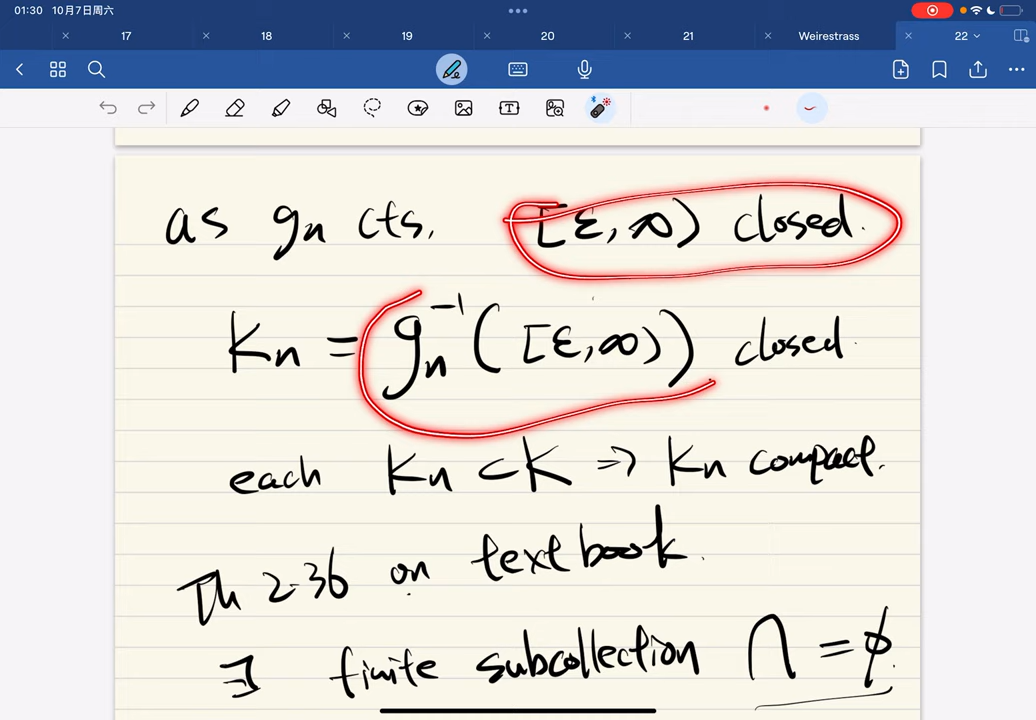 01:30 10月7日周六
17 18 19 20 21 Weirestrass 22
as gn cts. [ε, ∞) closed.
Kn = gn⁻¹([ε, ∞)) closed.
each Kn ⊂ K ⇒ Kn compact.
Th 2.36 on textbook.
∃ finite subcollection ∩ = ϕ.